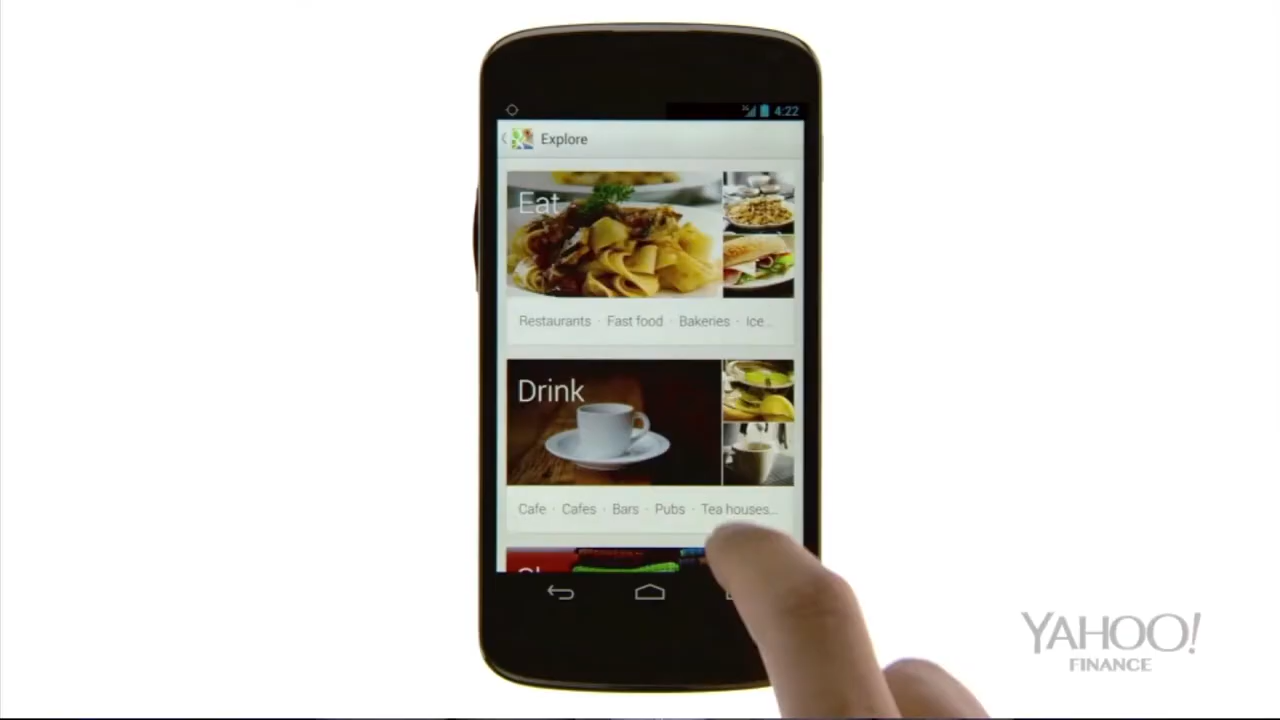 4:22
Explore
Eat
Restaurants · Fast food · Bakeries · Ice...
Drink
Cafe · Cafes · Bars · Pubs · Tea houses...
YAHOO!
FINANCE